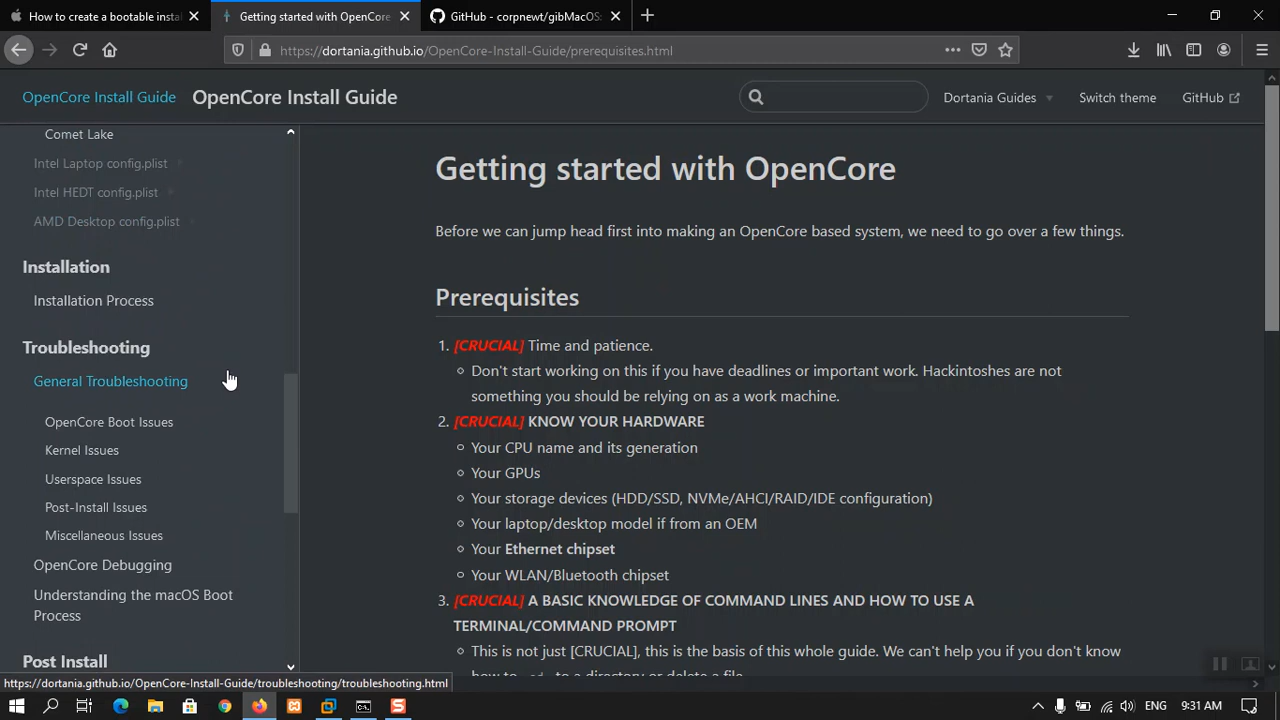 How to create a bootable instal
Getting started with OpenCore
GitHub - corpnewt/gibMacOS:
https://dortania.github.io/OpenCore-Install-Guide/prerequisites.html
OpenCore Install Guide
OpenCore Install Guide
Dortania Guides
Switch theme
GitHub
Comet Lake
Intel Laptop config.plist
Intel HEDT config.plist
AMD Desktop config.plist
Installation
Installation Process
Troubleshooting
General Troubleshooting
OpenCore Boot Issues
Kernel Issues
Userspace Issues
Post-Install Issues
Miscellaneous Issues
OpenCore Debugging
Understanding the macOS Boot
Process
Post Install
Getting started with OpenCore
Before we can jump head first into making an OpenCore based system, we need to go over a few things.
Prerequisites
1. [CRUCIAL] Time and patience.
Don't start working on this if you have deadlines or important work. Hackintoshes are not
something you should be relying on as a work machine.
2. [CRUCIAL] KNOW YOUR HARDWARE
Your CPU name and its generation
Your GPUs
Your storage devices (HDD/SSD, NVMe/AHCI/RAID/IDE configuration)
Your laptop/desktop model if from an OEM
Your Ethernet chipset
Your WLAN/Bluetooth chipset
3. [CRUCIAL] A BASIC KNOWLEDGE OF COMMAND LINES AND HOW TO USE A
TERMINAL/COMMAND PROMPT
This is not just [CRUCIAL], this is the basis of this whole guide. We can't help you if you don't know
how to cd to a directory or delete a file.
https://dortania.github.io/OpenCore-Install-Guide/troubleshooting/troubleshooting.html
ENG
9:31 AM